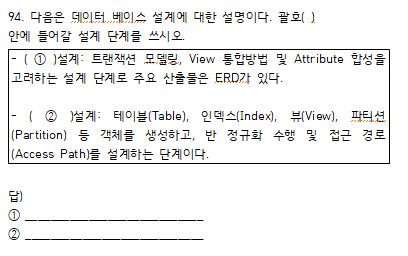 94. 다음은 데이터 베이스 설계에 대한 설명이다. 괄호( )
안에 들어갈 설계 단계를 쓰시오.
- ( ① )설계: 트랜잭션 모델링, View 통합방법 및 Attribute 합성을
고려하는 설계 단계로 주요 산출물은 ERD가 있다.
- ( ② )설계: 테이블(Table), 인덱스(Index), 뷰(View), 파티션
(Partition) 등 객체를 생성하고, 반 정규화 수행 및 접근 경로
(Access Path)를 설계하는 단계이다.
답)
① ______________________
② ______________________